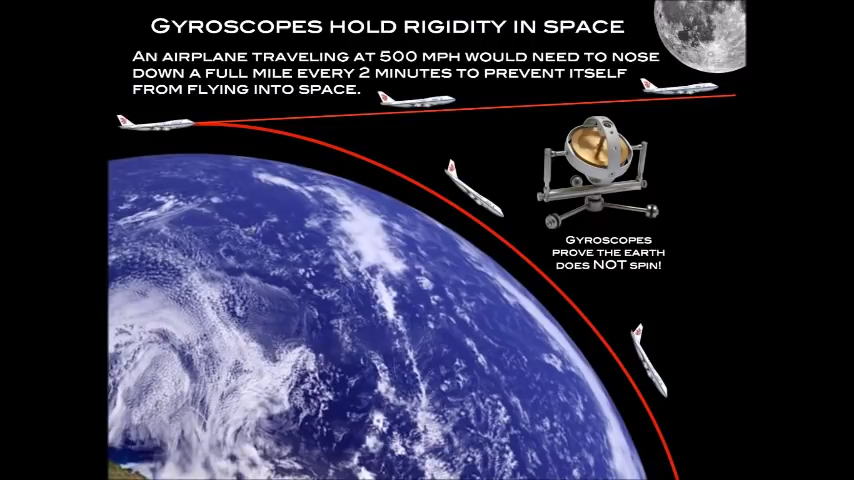 Gyroscopes hold rigidity in space
An airplane traveling at 500 mph would need to nose
down a full mile every 2 minutes to prevent itself
from flying into space.
Gyroscopes
prove the earth
does NOT spin!